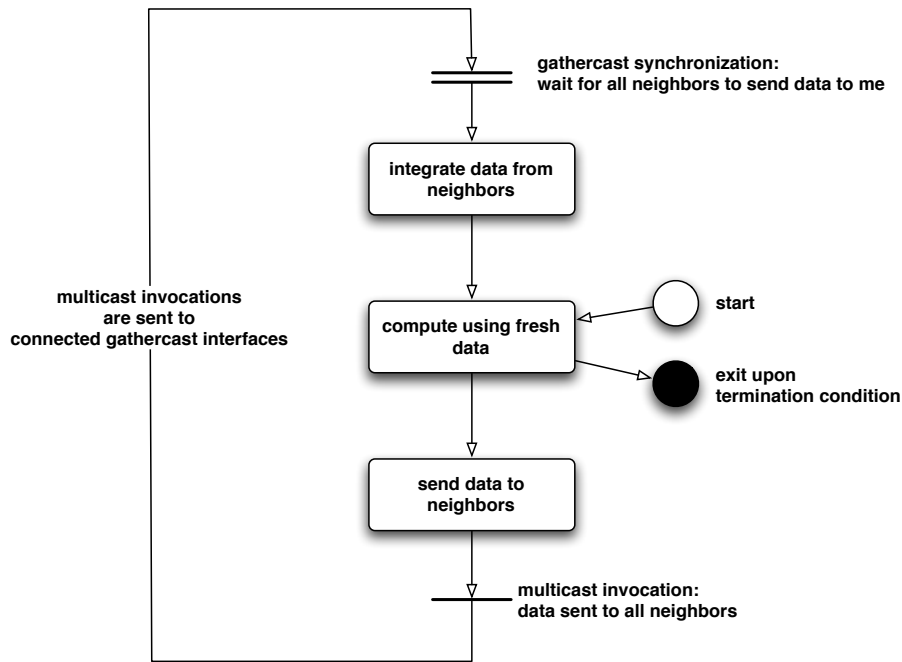 gathercast synchronization:
wait for all neighbors to send data to me
integrate data from
neighbors
multicast invocations
are sent to
connected gathercast interfaces
compute using fresh
data
start
exit upon
termination condition
send data to
neighbors
multicast invocation:
data sent to all neighbors